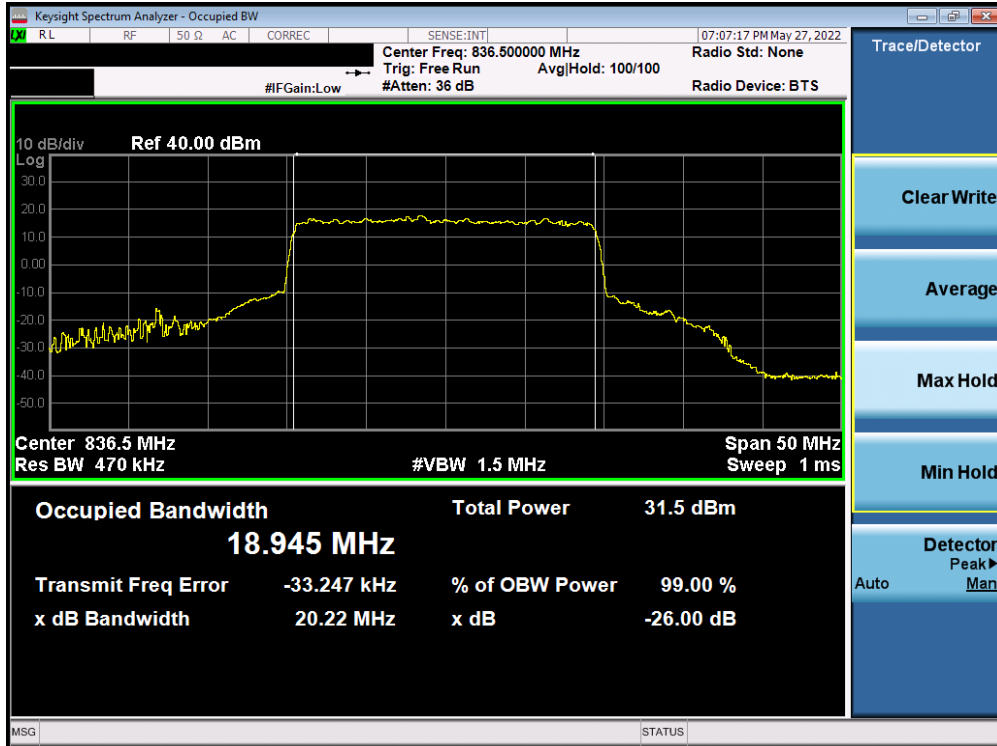 Keysight Spectrum Analyzer - Occupied BW
LXI RL RF 50 Ω AC CORREC SENSE:INT 07:07:17 PM May 27, 2022
Center Freq: 836.500000 MHz Radio Std: None
Trig: Free Run Avg|Hold: 100/100
#IFGain:Low #Atten: 36 dB Radio Device: BTS
10 dB/div Ref 40.00 dBm
Log
30.0
20.0
10.0
0.00
-10.0
-20.0
-30.0
-40.0
-50.0
Center 836.5 MHz Span 50 MHz
Res BW 470 kHz #VBW 1.5 MHz Sweep 1 ms
Occupied Bandwidth Total Power 31.5 dBm
18.945 MHz
Transmit Freq Error -33.247 kHz % of OBW Power 99.00 %
x dB Bandwidth 20.22 MHz x dB -26.00 dB
MSG STATUS
Trace/Detector
Clear Write
Average
Max Hold
Min Hold
Detector
Peak▶
Auto Man